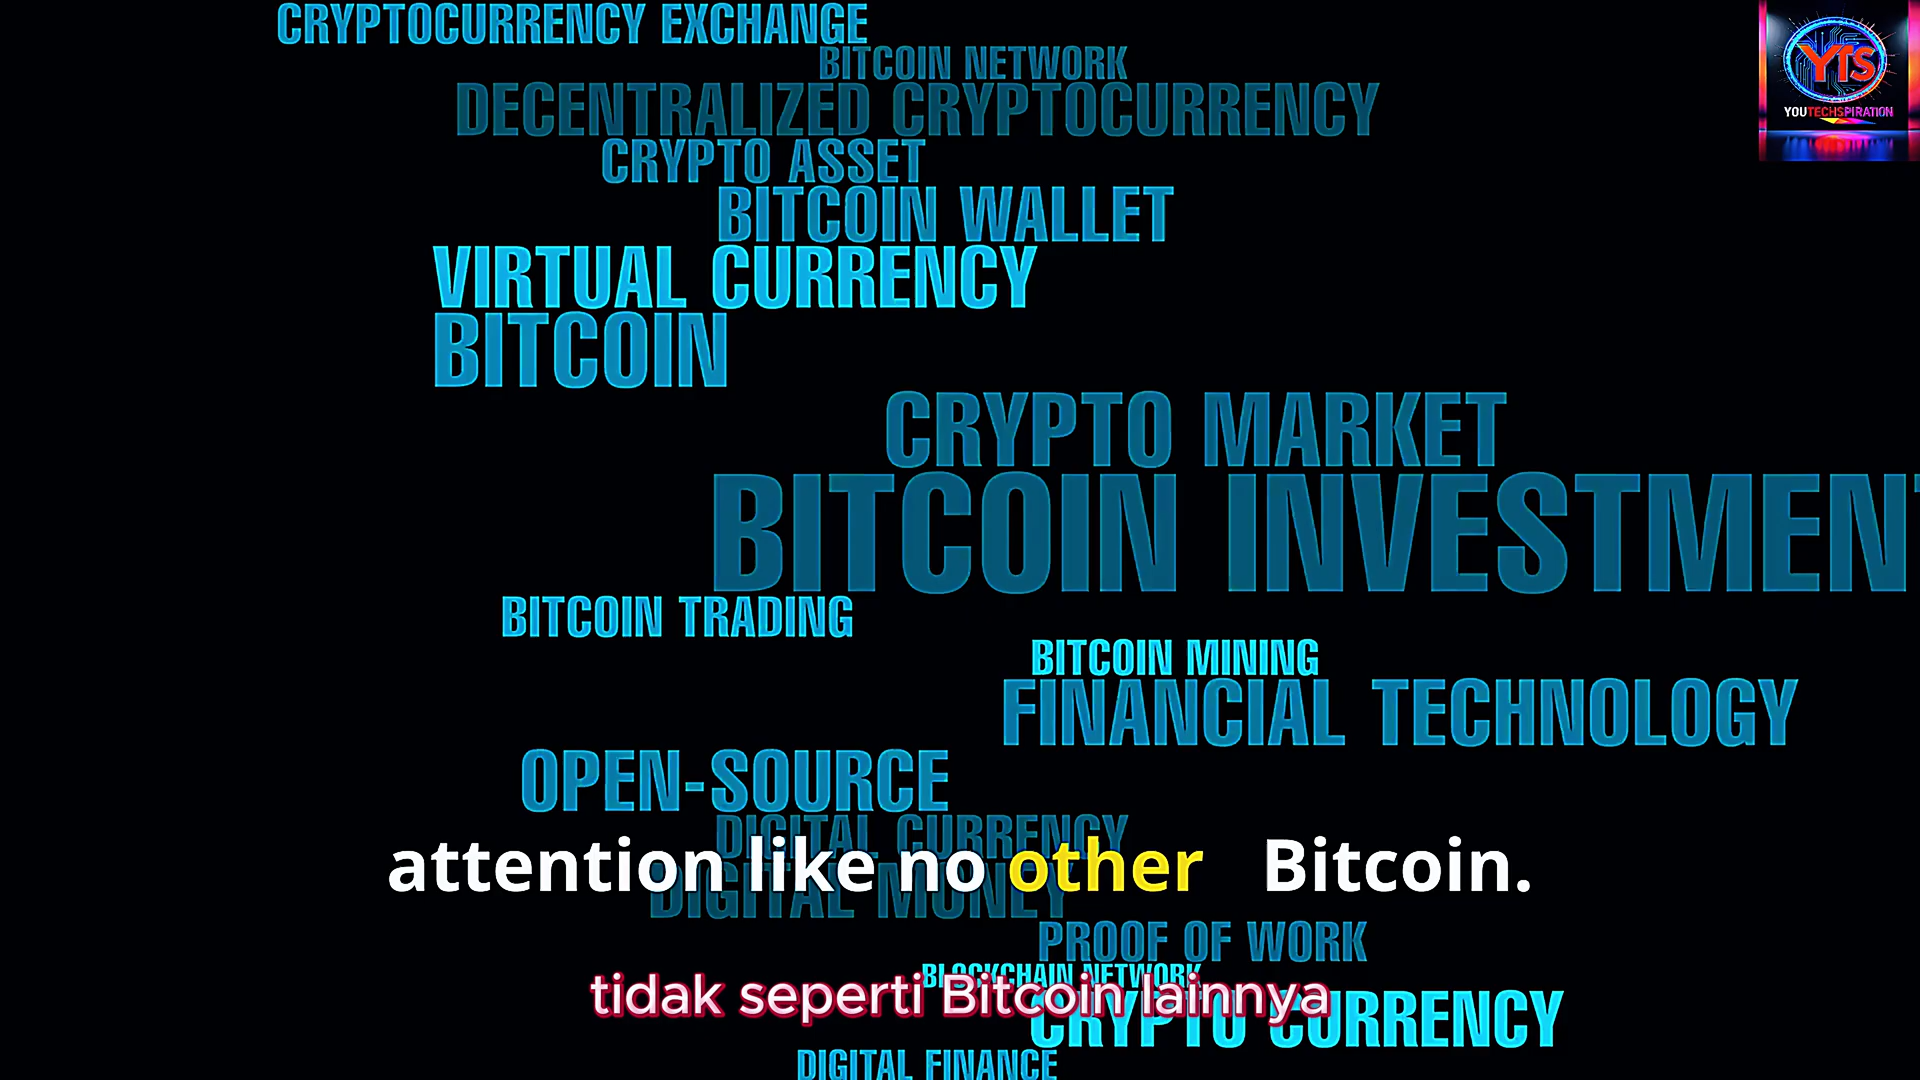 CRYPTOCURRENCY EXCHANGE
BITCOIN NETWORK
YTS
YOUTECHSPIRATION
DECENTRALIZED CRYPTOCURRENCY
CRYPTO ASSET
BITCOIN WALLET
VIRTUAL CURRENCY
BITCOIN
CRYPTO MARKET
BITCOIN INVESTMENT
BITCOIN TRADING
BITCOIN MINING
FINANCIAL TECHNOLOGY
OPEN-SOURCE
DIGITAL CURRENCY
attention like no other Bitcoin.
DIGITAL MONEY
PROOF OF WORK
BLOCKCHAIN NETWORK
tidak seperti Bitcoin lainnya
CRYPTO CURRENCY
DIGITAL FINANCE